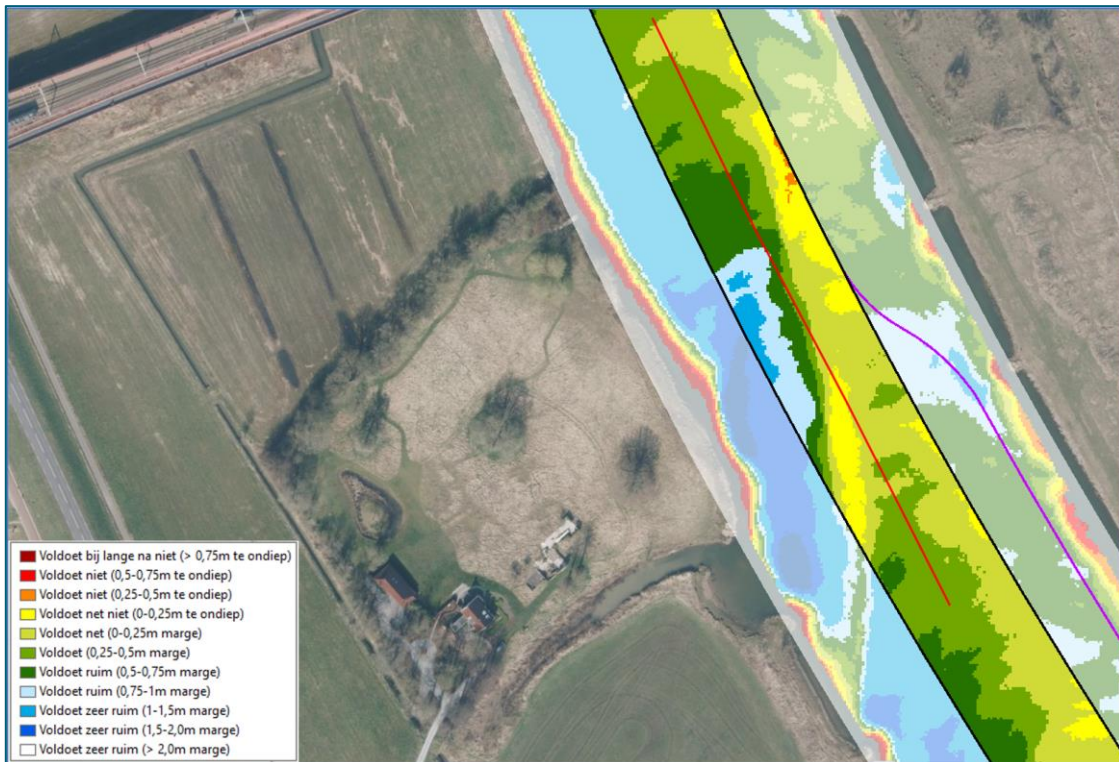 Voldoet bij lange na niet (> 0,75m te ondiep)
Voldoet niet (0,5-0,75m te ondiep)
Voldoet niet (0,25-0,5m te ondiep)
Voldoet net niet (0-0,25m te ondiep)
Voldoet net (0-0,25m marge)
Voldoet (0,25-0,5m marge)
Voldoet ruim (0,5-0,75m marge)
Voldoet ruim (0,75-1m marge)
Voldoet zeer ruim (1-1,5m marge)
Voldoet zeer ruim (1,5-2,0m marge)
Voldoet zeer ruim (> 2,0m marge)